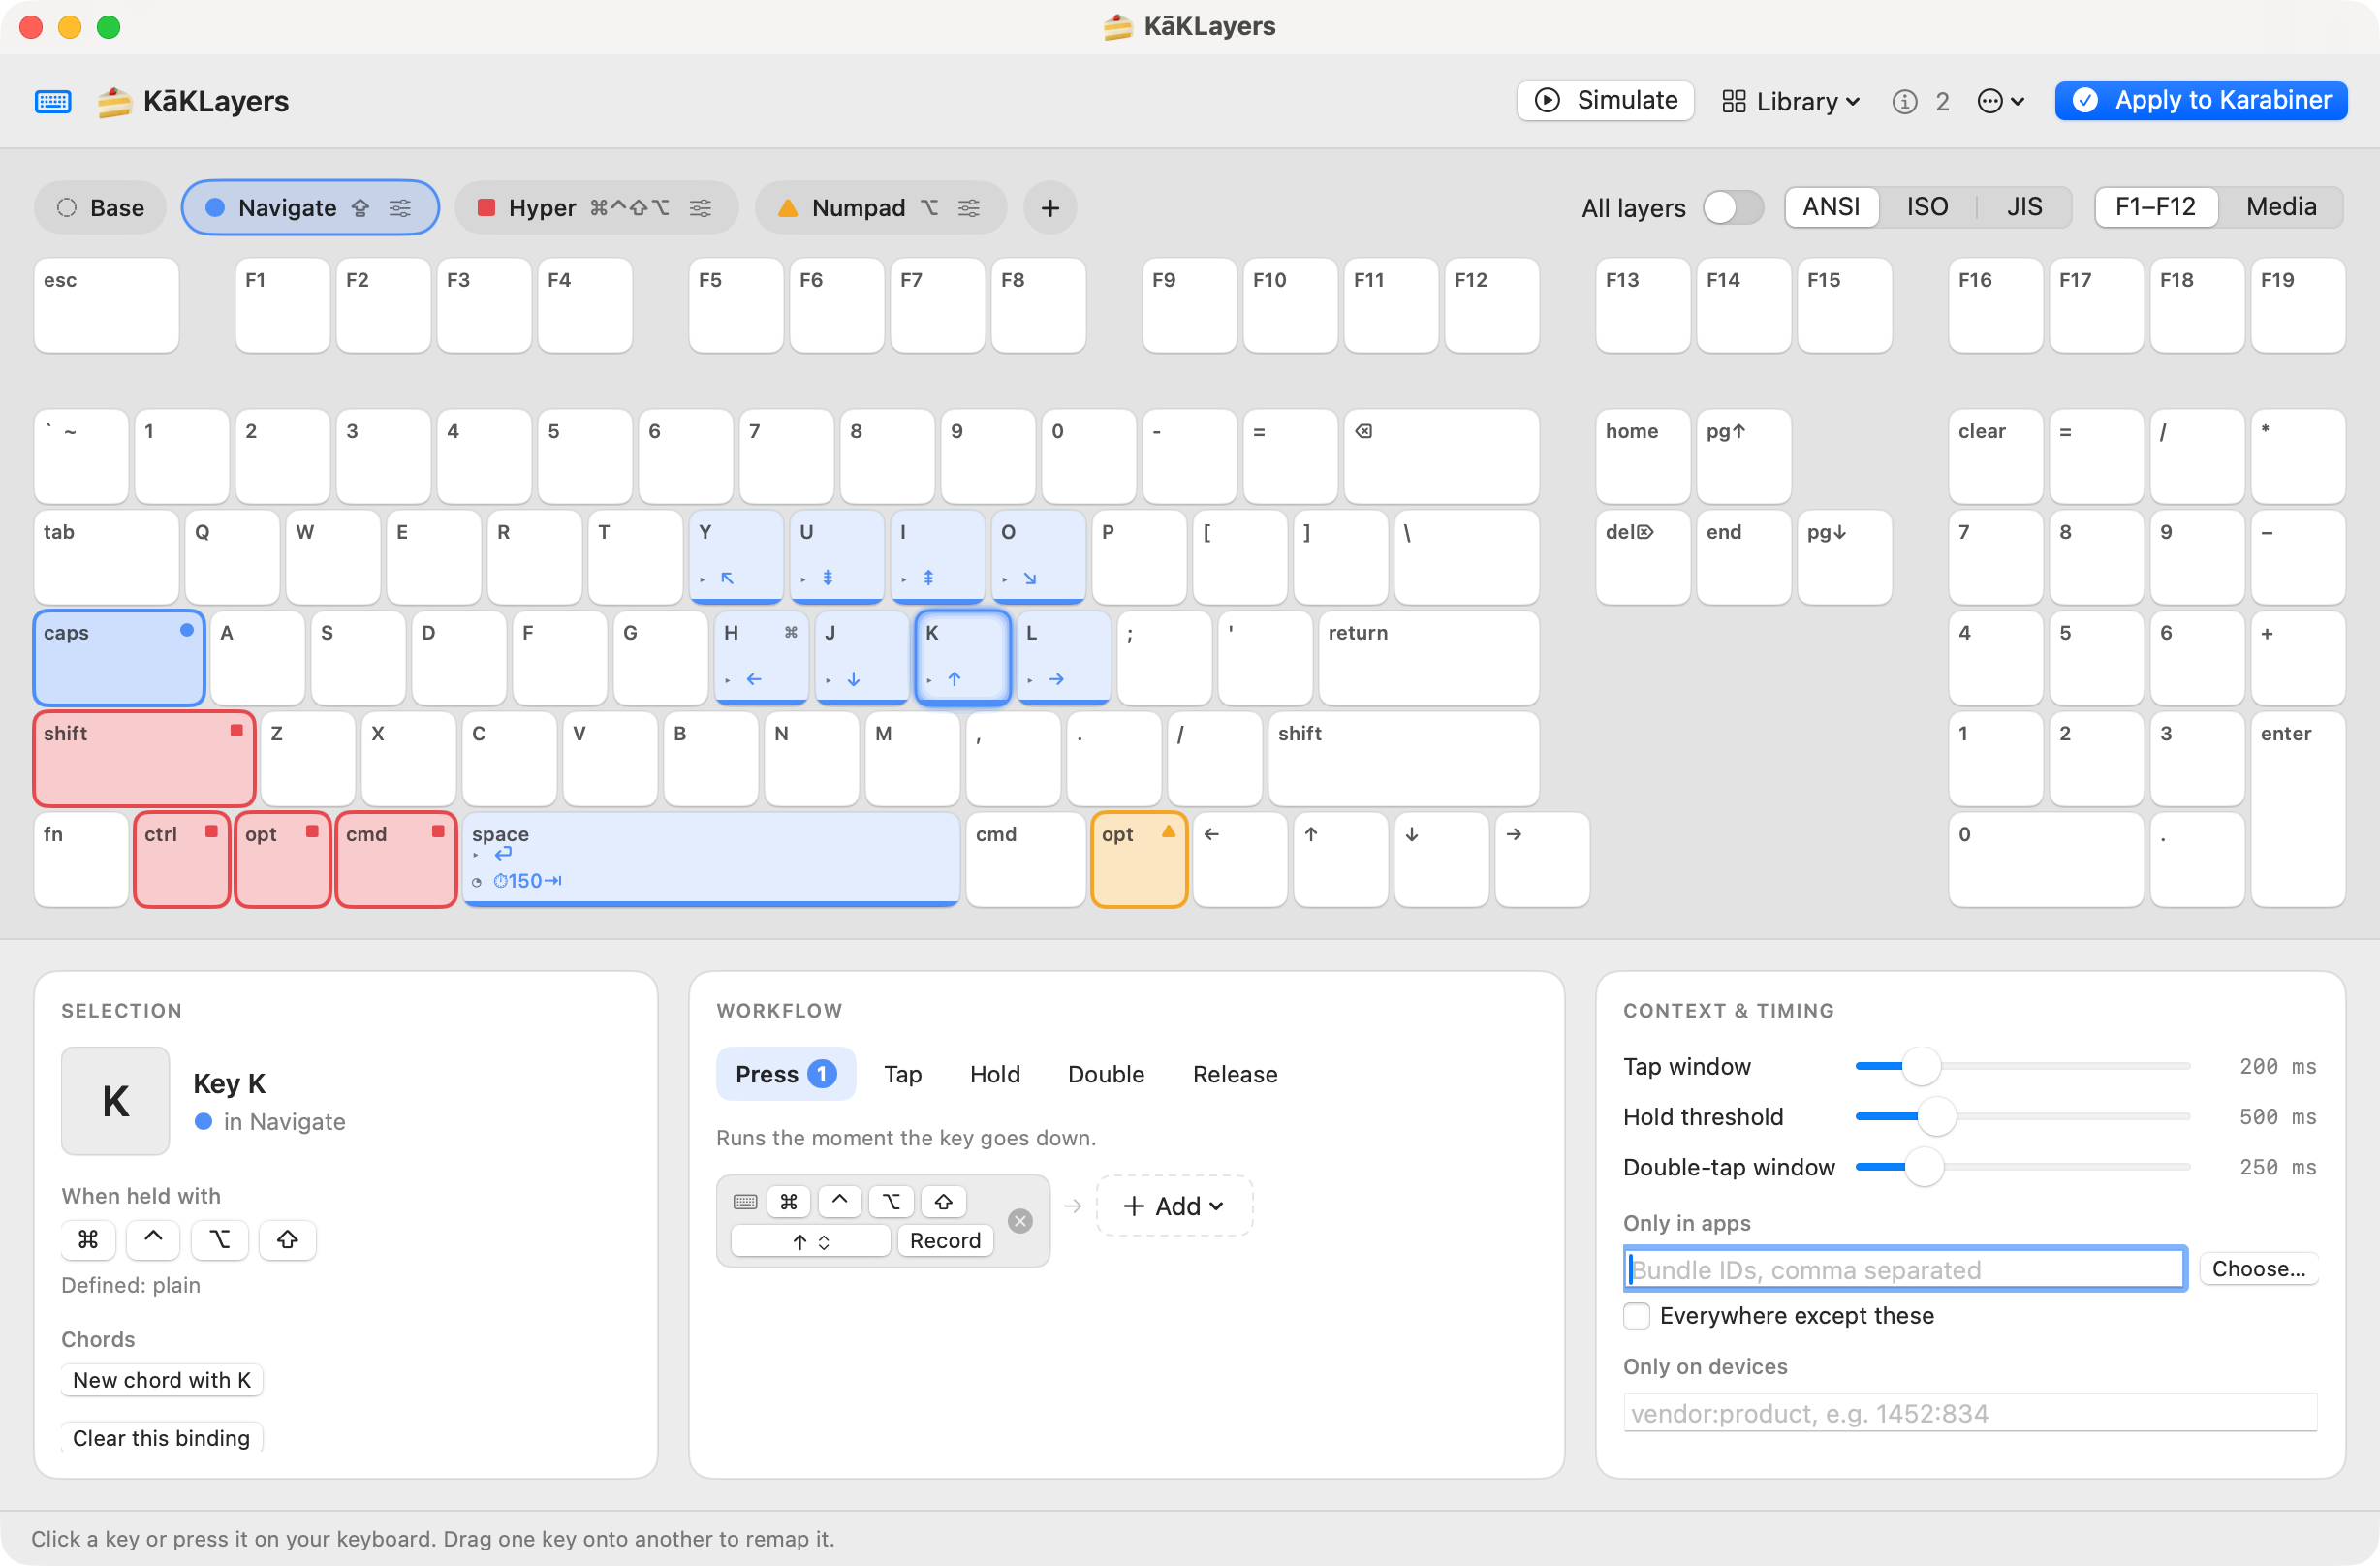 🍰 KāKLayers
🍰 KāKLayers Simulate Library 2 Apply to Karabiner
Base Navigate ⇪ Hyper ⌘⌃⇧⌥ Numpad ⌥ + All layers ANSI ISO JIS F1–F12 Media
esc F1 F2 F3 F4 F5 F6 F7 F8 F9 F10 F11 F12 F13 F14 F15 F16 F17 F18 F19
` ~ 1 2 3 4 5 6 7 8 9 0 - = ⌫ home pg↑ clear = / *
tab Q W E R T Y U I O P [ ] \ del⌦ end pg↓ 7 8 9 −
▸ ↖ ▸ ⇟ ▸ ⇞ ▸ ↘
caps A S D F G H ⌘ J K L ; ' return 4 5 6 +
▸ ← ▸ ↓ ▸ ↑ ▸ →
shift Z X C V B N M , . / shift 1 2 3 enter
fn ctrl opt cmd space cmd opt ← ↑ ↓ → 0 .
▸ ↩
⏱150⇥
SELECTION
K
Key K
in Navigate
When held with
⌘ ⌃ ⌥ ⇧
Defined: plain
Chords
New chord with K
Clear this binding
WORKFLOW
Press 1 Tap Hold Double Release
Runs the moment the key goes down.
⌘ ⌃ ⌥ ⇧
↑ Record
→ + Add
CONTEXT & TIMING
Tap window 200 ms
Hold threshold 500 ms
Double-tap window 250 ms
Only in apps
Bundle IDs, comma separated Choose...
Everywhere except these
Only on devices
vendor:product, e.g. 1452:834
Click a key or press it on your keyboard. Drag one key onto another to remap it.